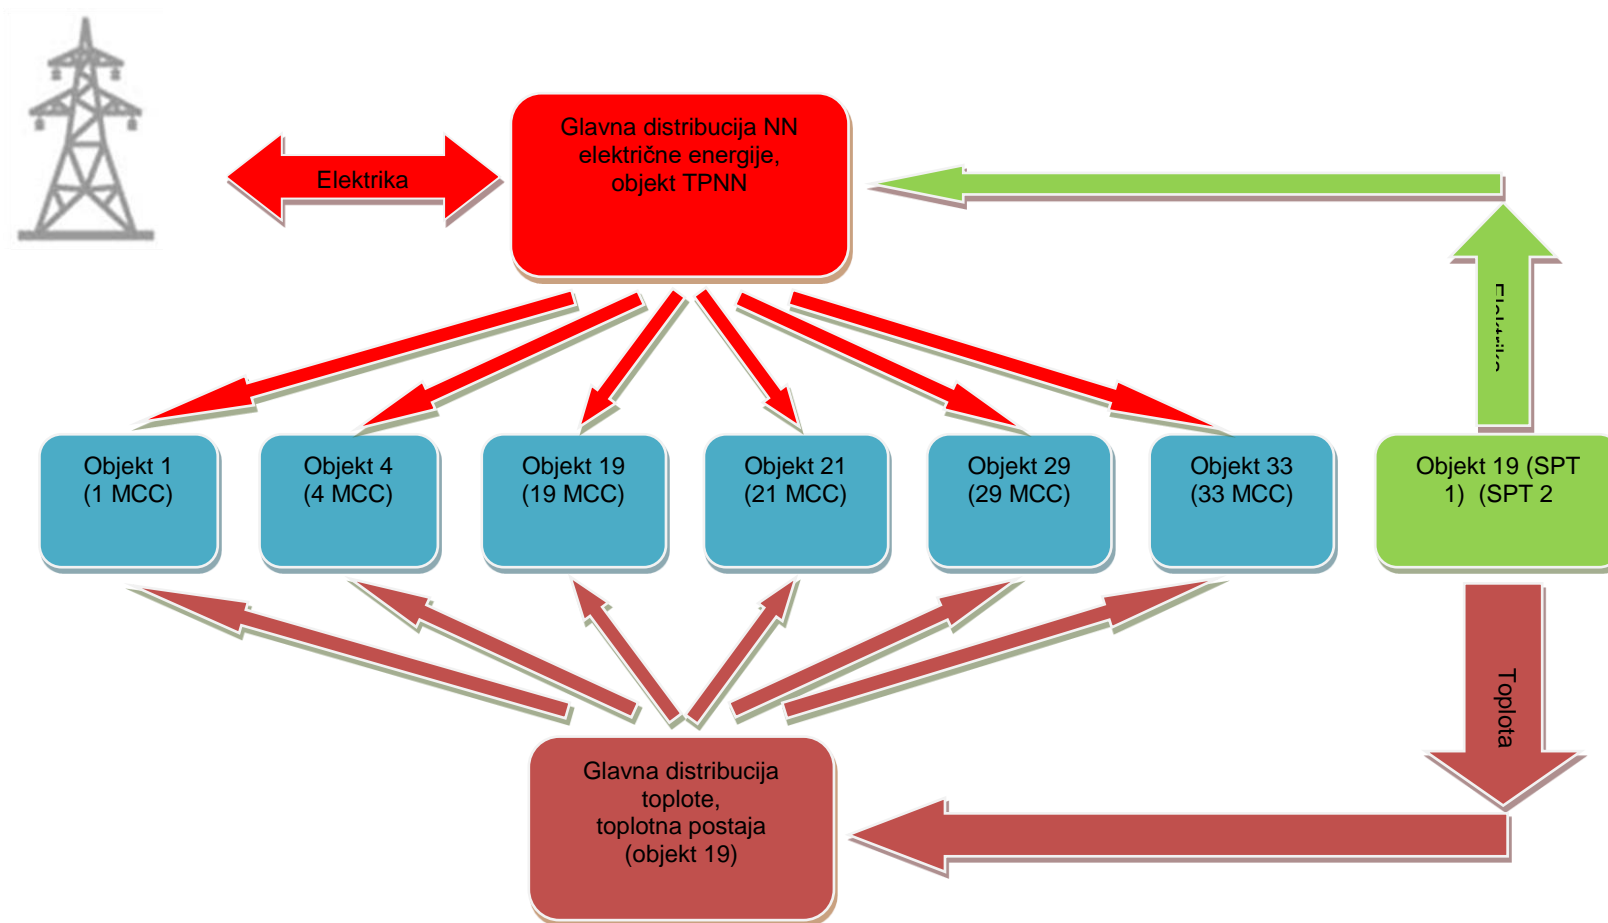 Glavna distribucija NN
električne energije,
objekt TPNN
Elektrika
Objekt 1
(1 MCC)
Objekt 4
(4 MCC)
Objekt 19
(19 MCC)
Objekt 21
(21 MCC)
Objekt 29
(29 MCC)
Objekt 33
(33 MCC)
Objekt 19 (SPT
1)  (SPT 2
Toplota
Glavna distribucija
toplote,
toplotna postaja
(objekt 19)